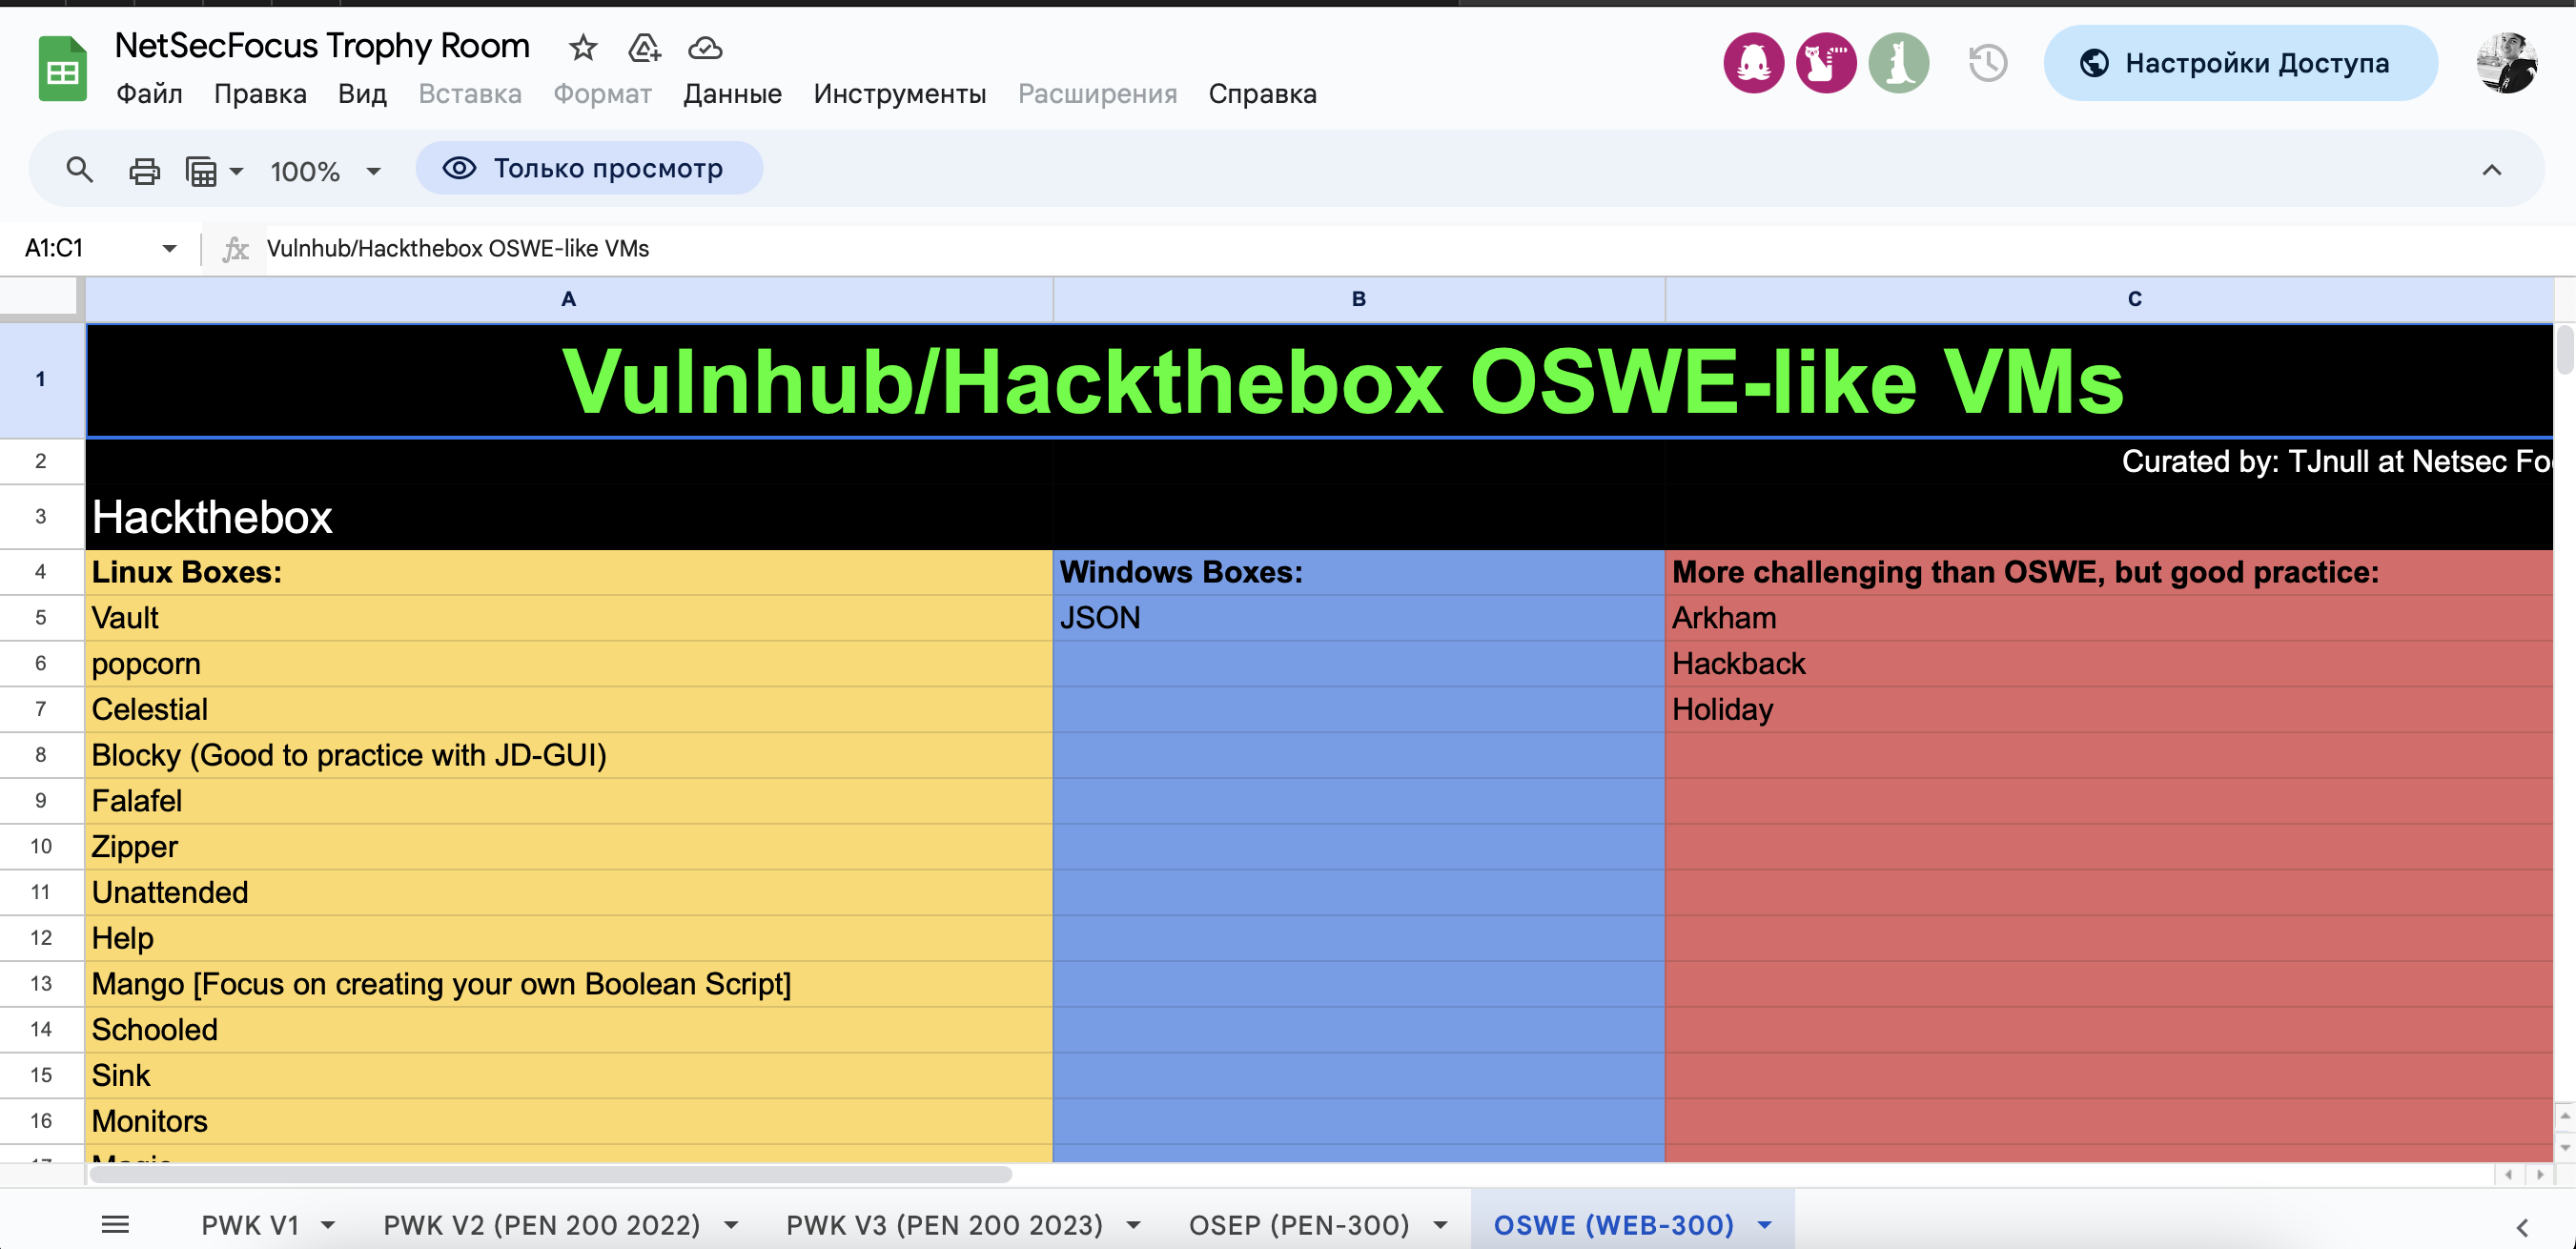 NetSecFocus Trophy Room
Файл Правка Вид Вставка Формат Данные Инструменты Расширения Справка
Настройки Доступа
100% Только просмотр
A1:C1 fx Vulnhub/Hackthebox OSWE-like VMs
A B C
1 Vulnhub/Hackthebox OSWE-like VMs
2 Curated by: TJnull at Netsec Fo
3 Hackthebox
4 Linux Boxes: Windows Boxes: More challenging than OSWE, but good practice:
5 Vault JSON Arkham
6 popcorn Hackback
7 Celestial Holiday
8 Blocky (Good to practice with JD-GUI)
9 Falafel
10 Zipper
11 Unattended
12 Help
13 Mango [Focus on creating your own Boolean Script]
14 Schooled
15 Sink
16 Monitors
17 Magic
PWK V1 PWK V2 (PEN 200 2022) PWK V3 (PEN 200 2023) OSEP (PEN-300) OSWE (WEB-300)